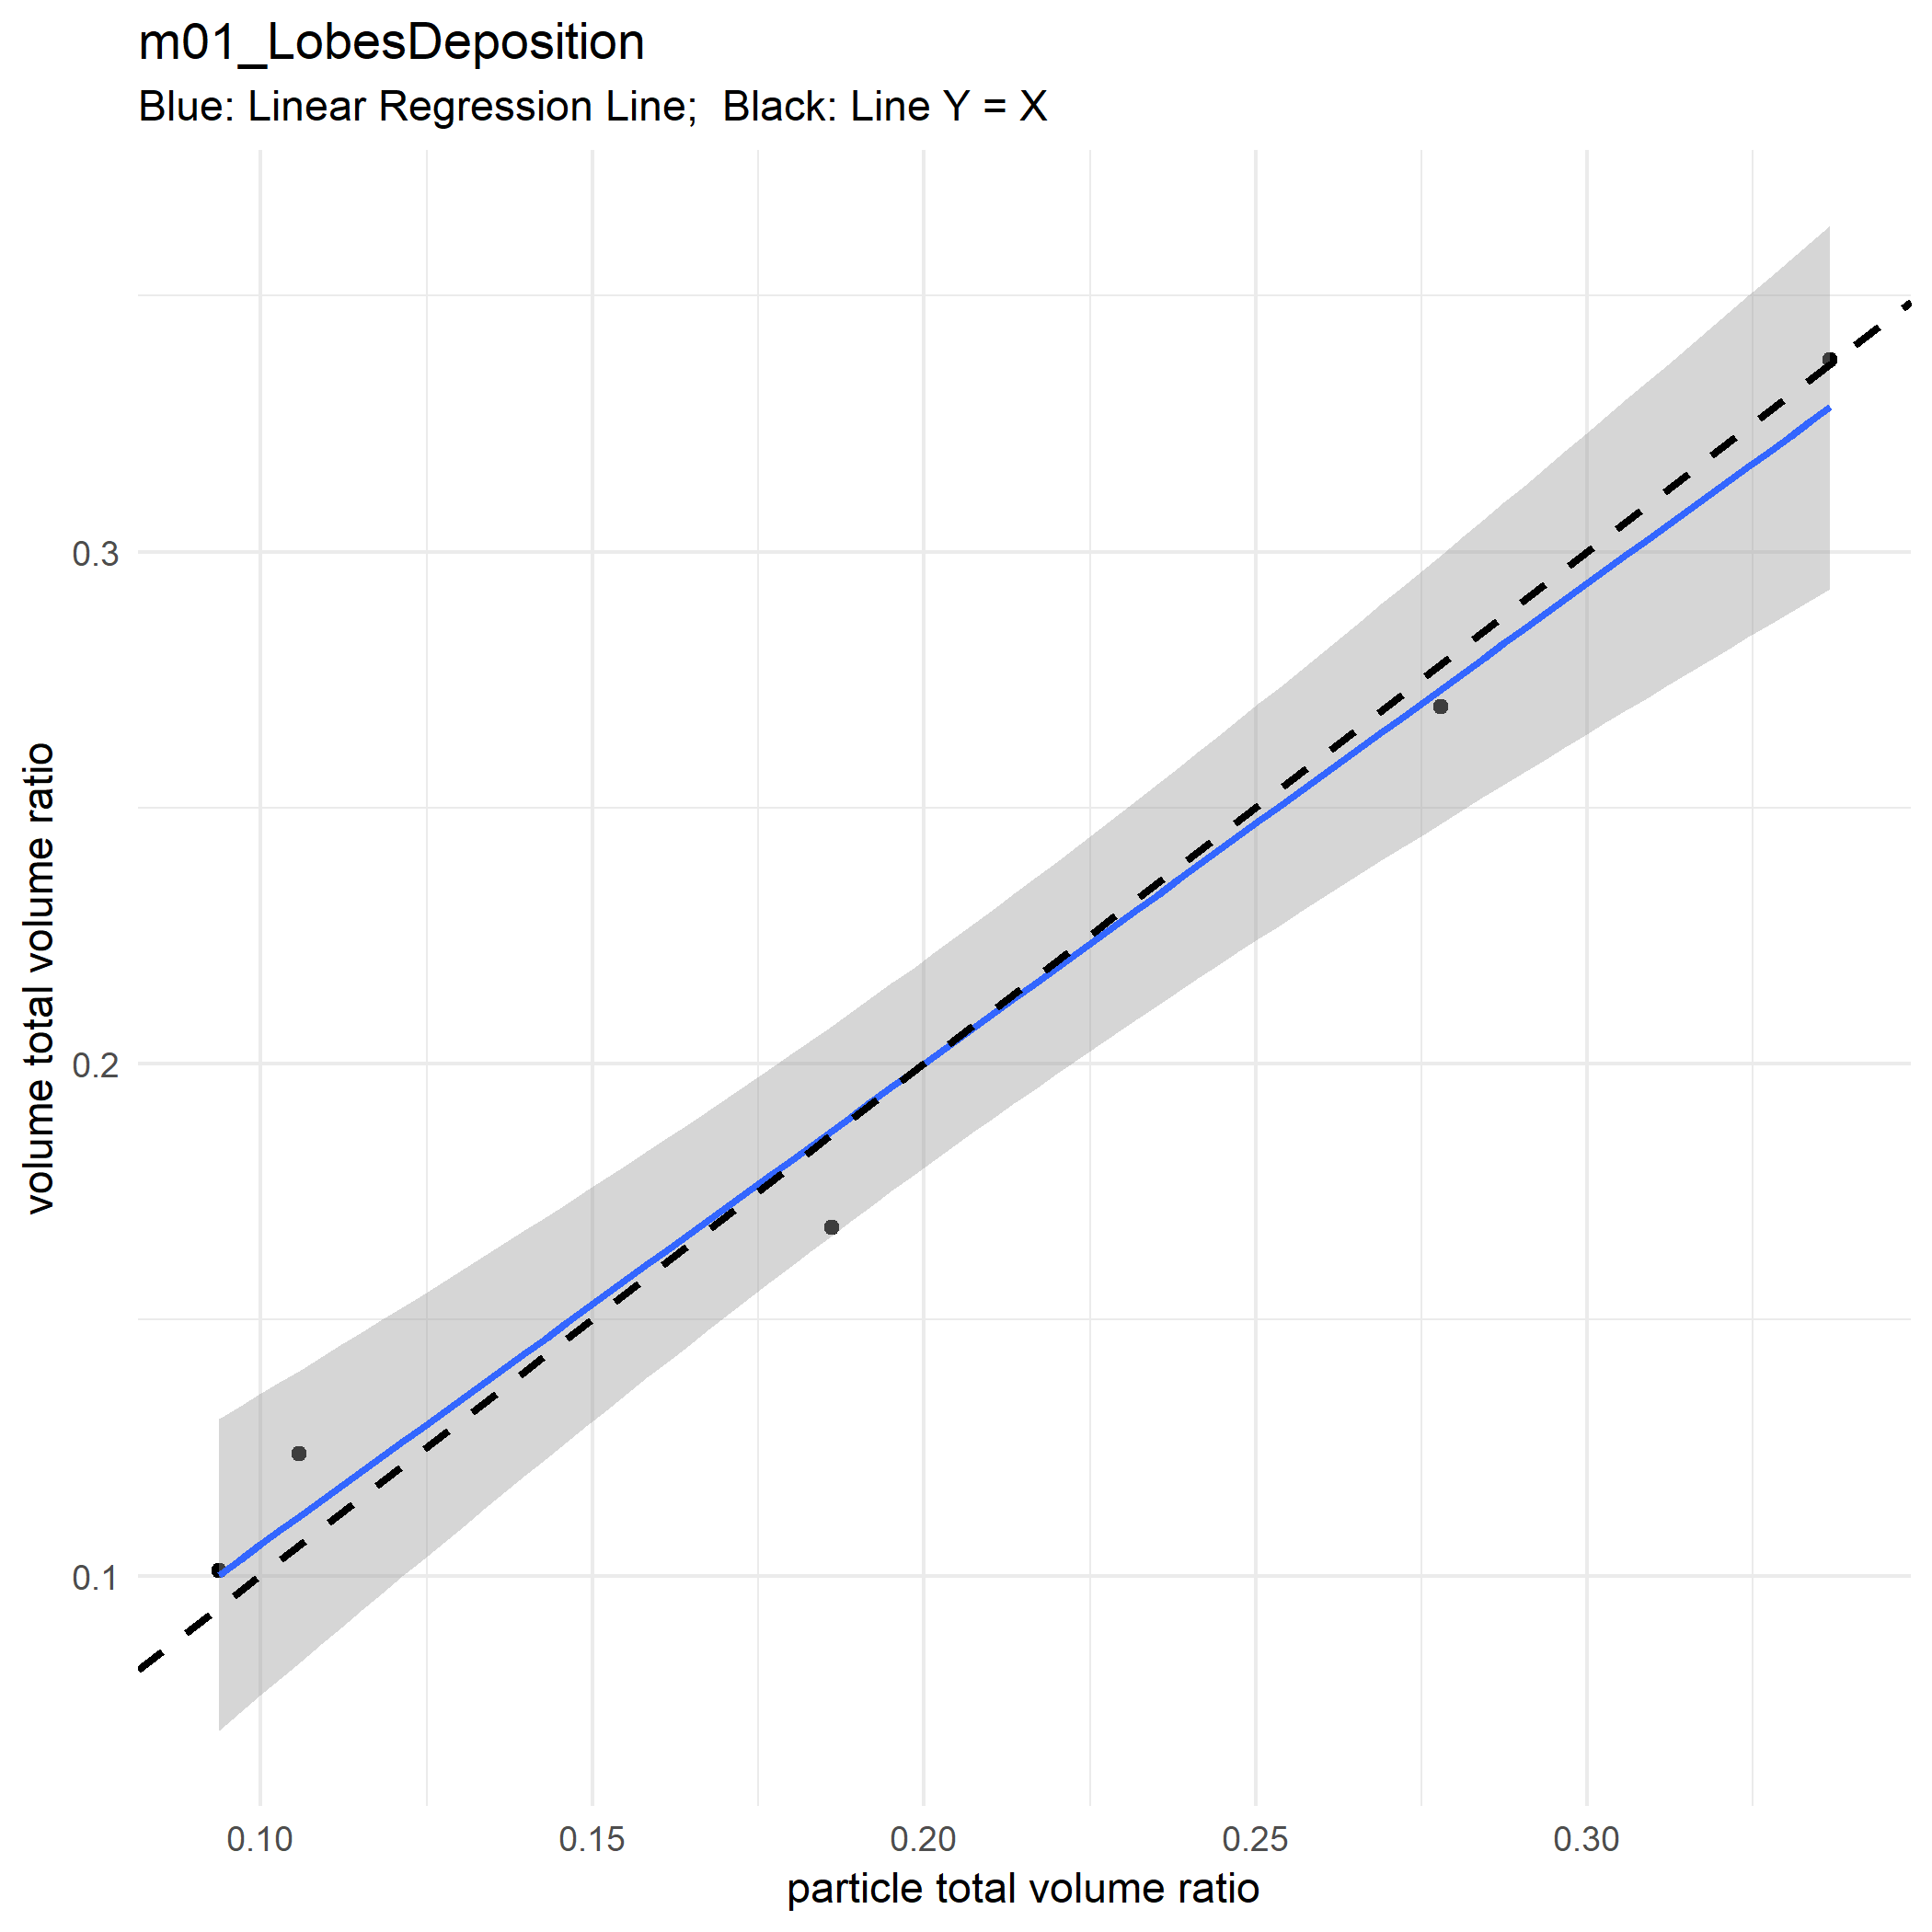 m01_LobesDeposition
Blue: Linear Regression Line;  Black: Line Y = X
volume total volume ratio
0.3
0.2
0.1
0.10 0.15 0.20 0.25 0.30
particle total volume ratio